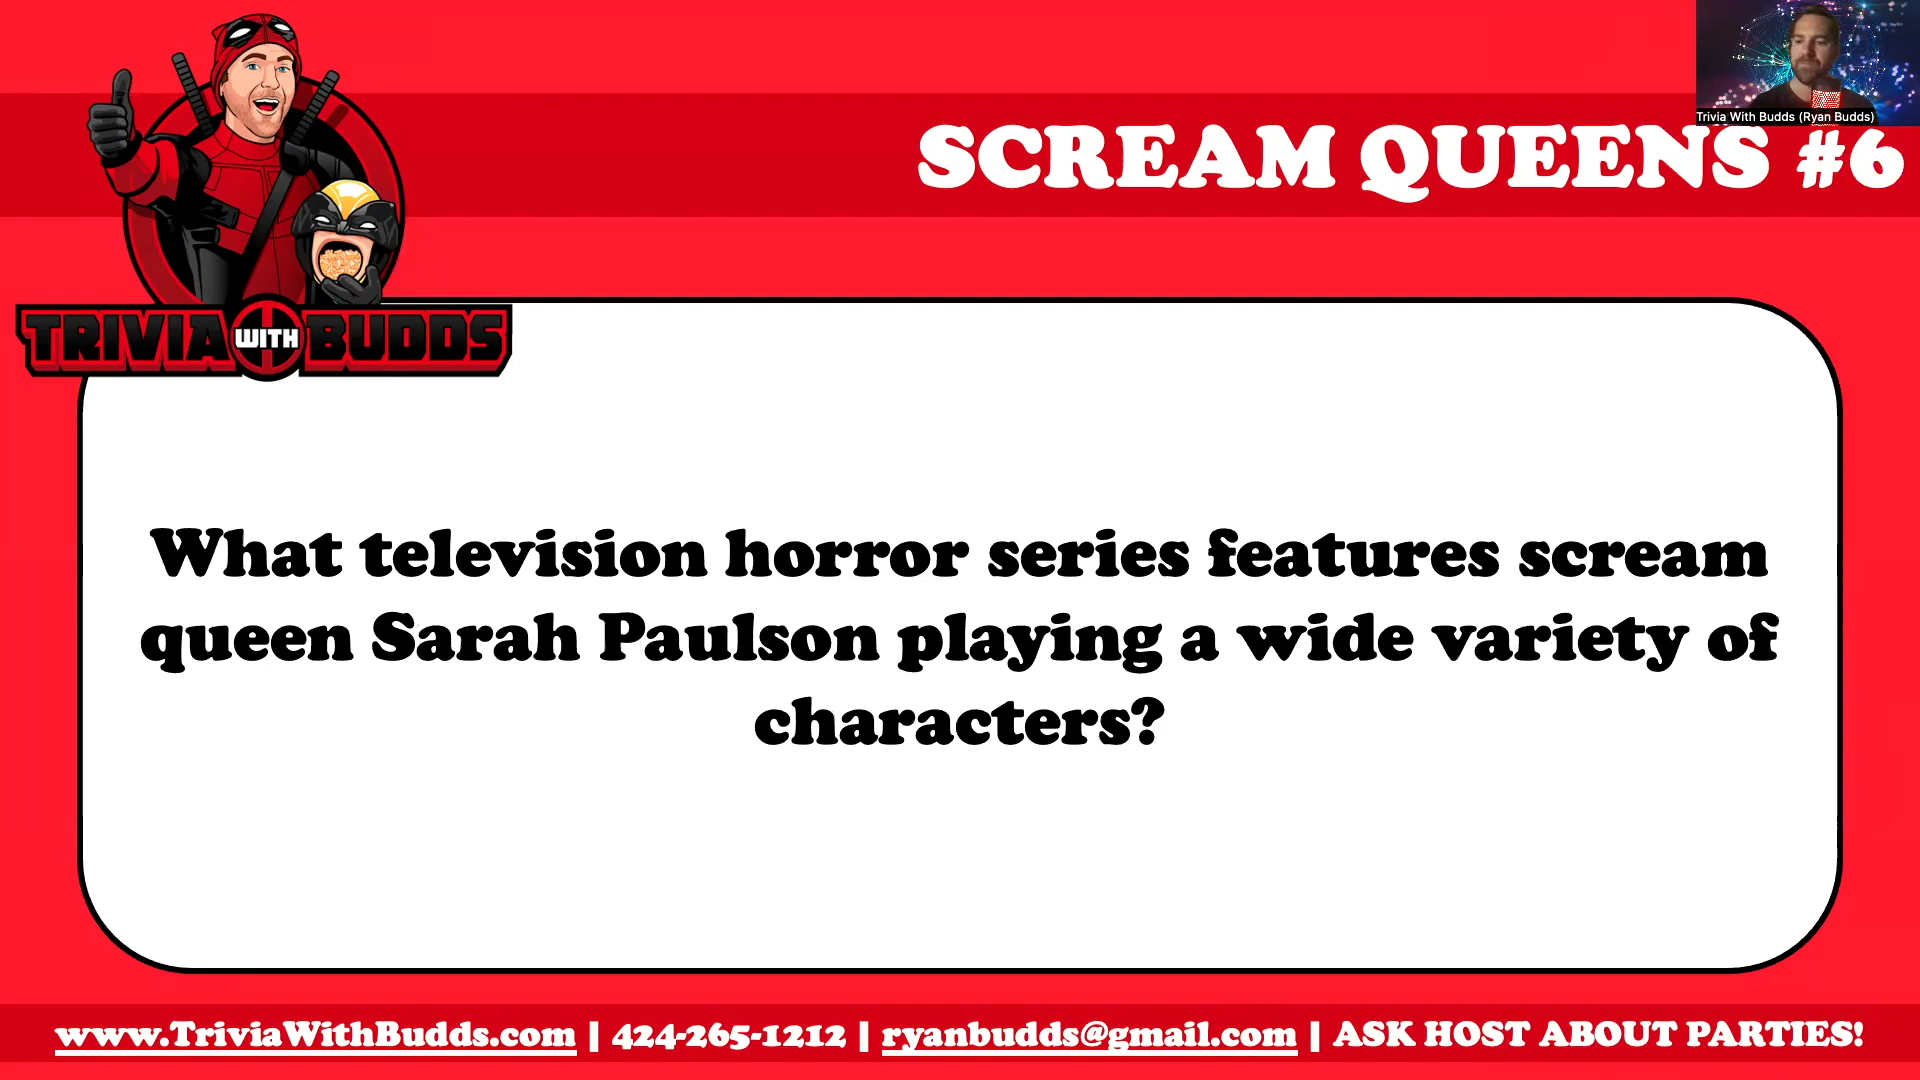 Trivia With Budds (Ryan Budds)
SCREAM QUEENS #6
TRIVIA WITH BUDDS
What television horror series features scream
queen Sarah Paulson playing a wide variety of
characters?
www.TriviaWithBudds.com | 424-265-1212 | ryanbudds@gmail.com | ASK HOST ABOUT PARTIES!